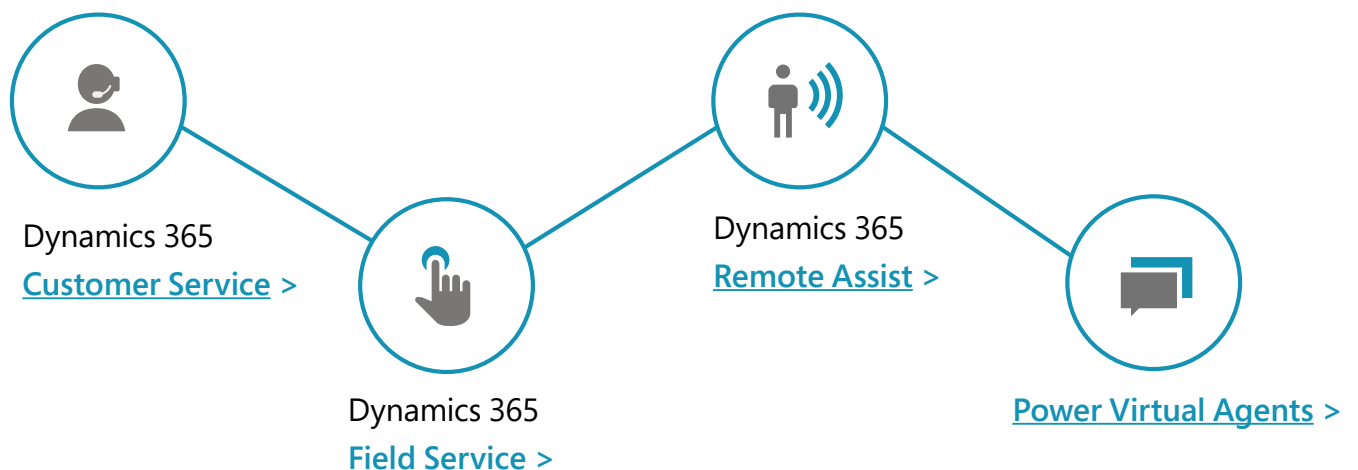 Dynamics 365
Customer Service >
Dynamics 365
Field Service >
Dynamics 365
Remote Assist >
Power Virtual Agents >